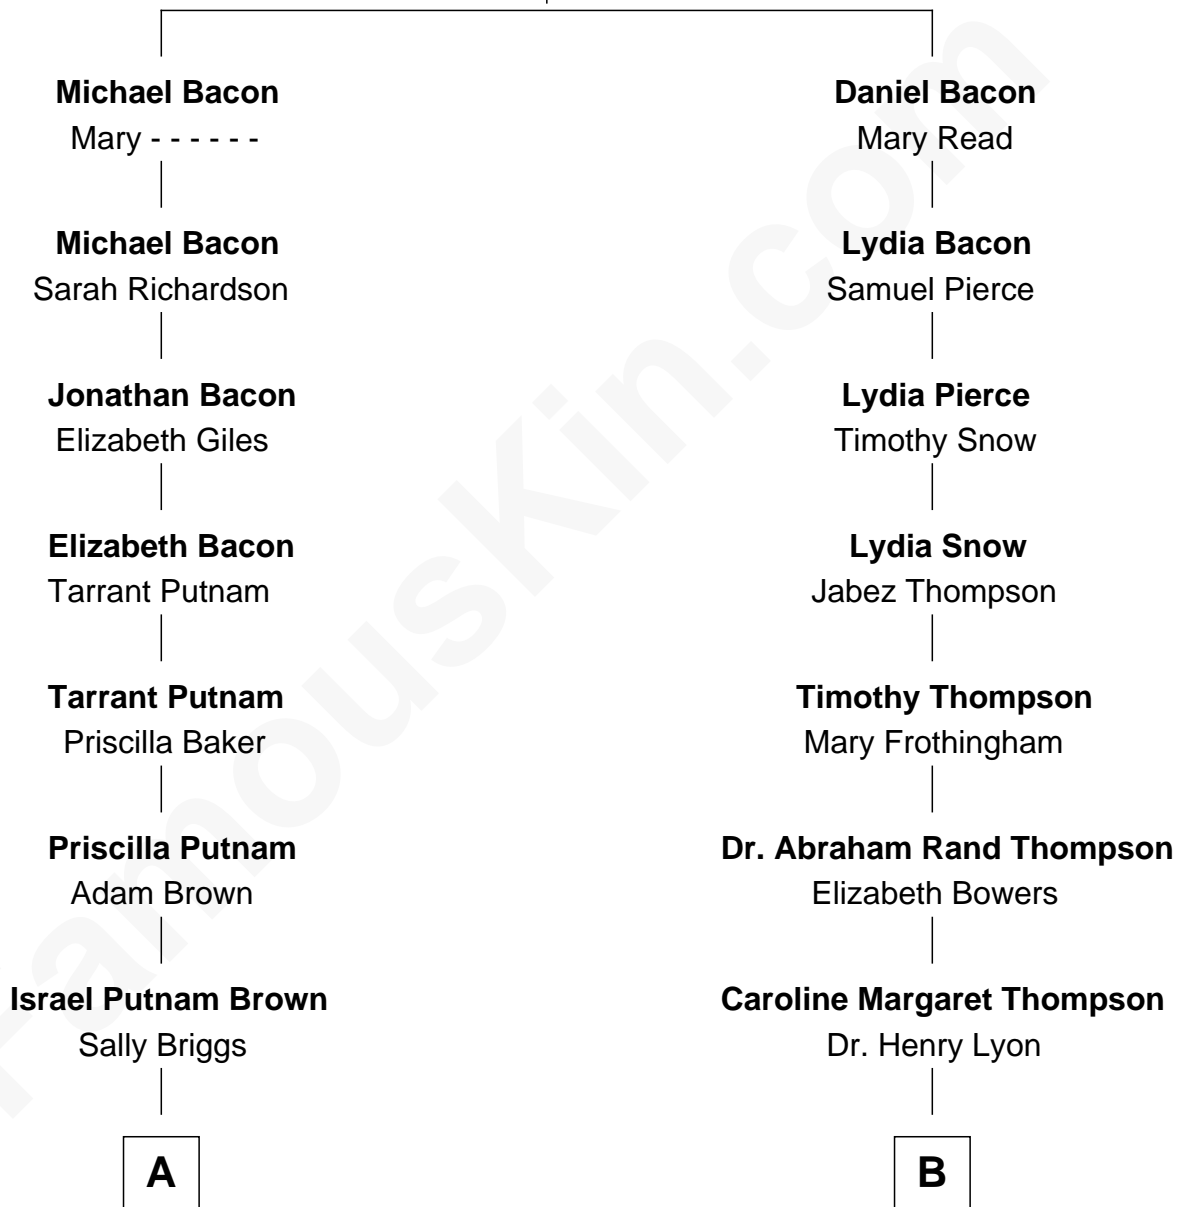 Michael Bacon
Mary - - - - - -
Michael Bacon
Sarah Richardson
Jonathan Bacon
Elizabeth Giles
Elizabeth Bacon
Tarrant Putnam
Tarrant Putnam
Priscilla Baker
Priscilla Putnam
Adam Brown
Israel Putnam Brown
Sally Briggs
A
Daniel Bacon
Mary Read
Lydia Bacon
Samuel Pierce
Lydia Pierce
Timothy Snow
Lydia Snow
Jabez Thompson
Timothy Thompson
Mary Frothingham
Dr. Abraham Rand Thompson
Elizabeth Bowers
Caroline Margaret Thompson
Dr. Henry Lyon
B
FamousKin.com